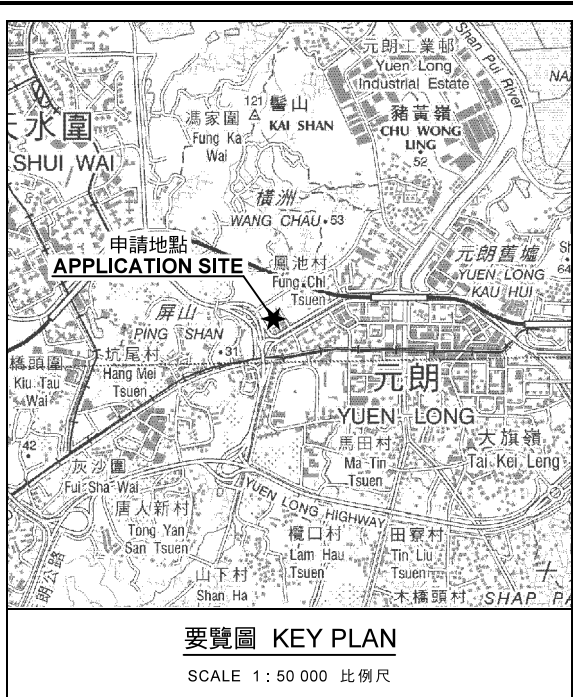 元朗工業邨
Yuen Long
Industrial Estate
Shan Pui River
NA
121 髻山
KAI SHAN
馮家圍
Fung Ka
Wai
豬黃嶺
CHU WONG
LING
52
水圍
SHUI WAI
橫洲
WANG CHAU
53
申請地點
APPLICATION SITE
鳳池村
Fung Chi
Tsuen
元朗舊墟
YUEN LONG
KAU HUI
64
屏山
PING SHAN
31
坑尾村
Hang Mei
Tsuen
橋頭圍
Kiu Tau
Wai
42
元朗
YUEN LONG
馬田村
Ma Tin
Tsuen
大旗嶺
Tai Kei Leng
灰沙圍
Fui Sha Wai
YUEN LONG HIGHWAY
唐人新村
Tong Yan
San Tsuen
欖口村
Lam Hau
Tsuen
田寮村
Tin Liu
Tsuen
山下村
Shan Ha
木橋頭村
SHAP PA
朗公路
要覽圖 KEY PLAN
SCALE 1 : 50 000 比例尺